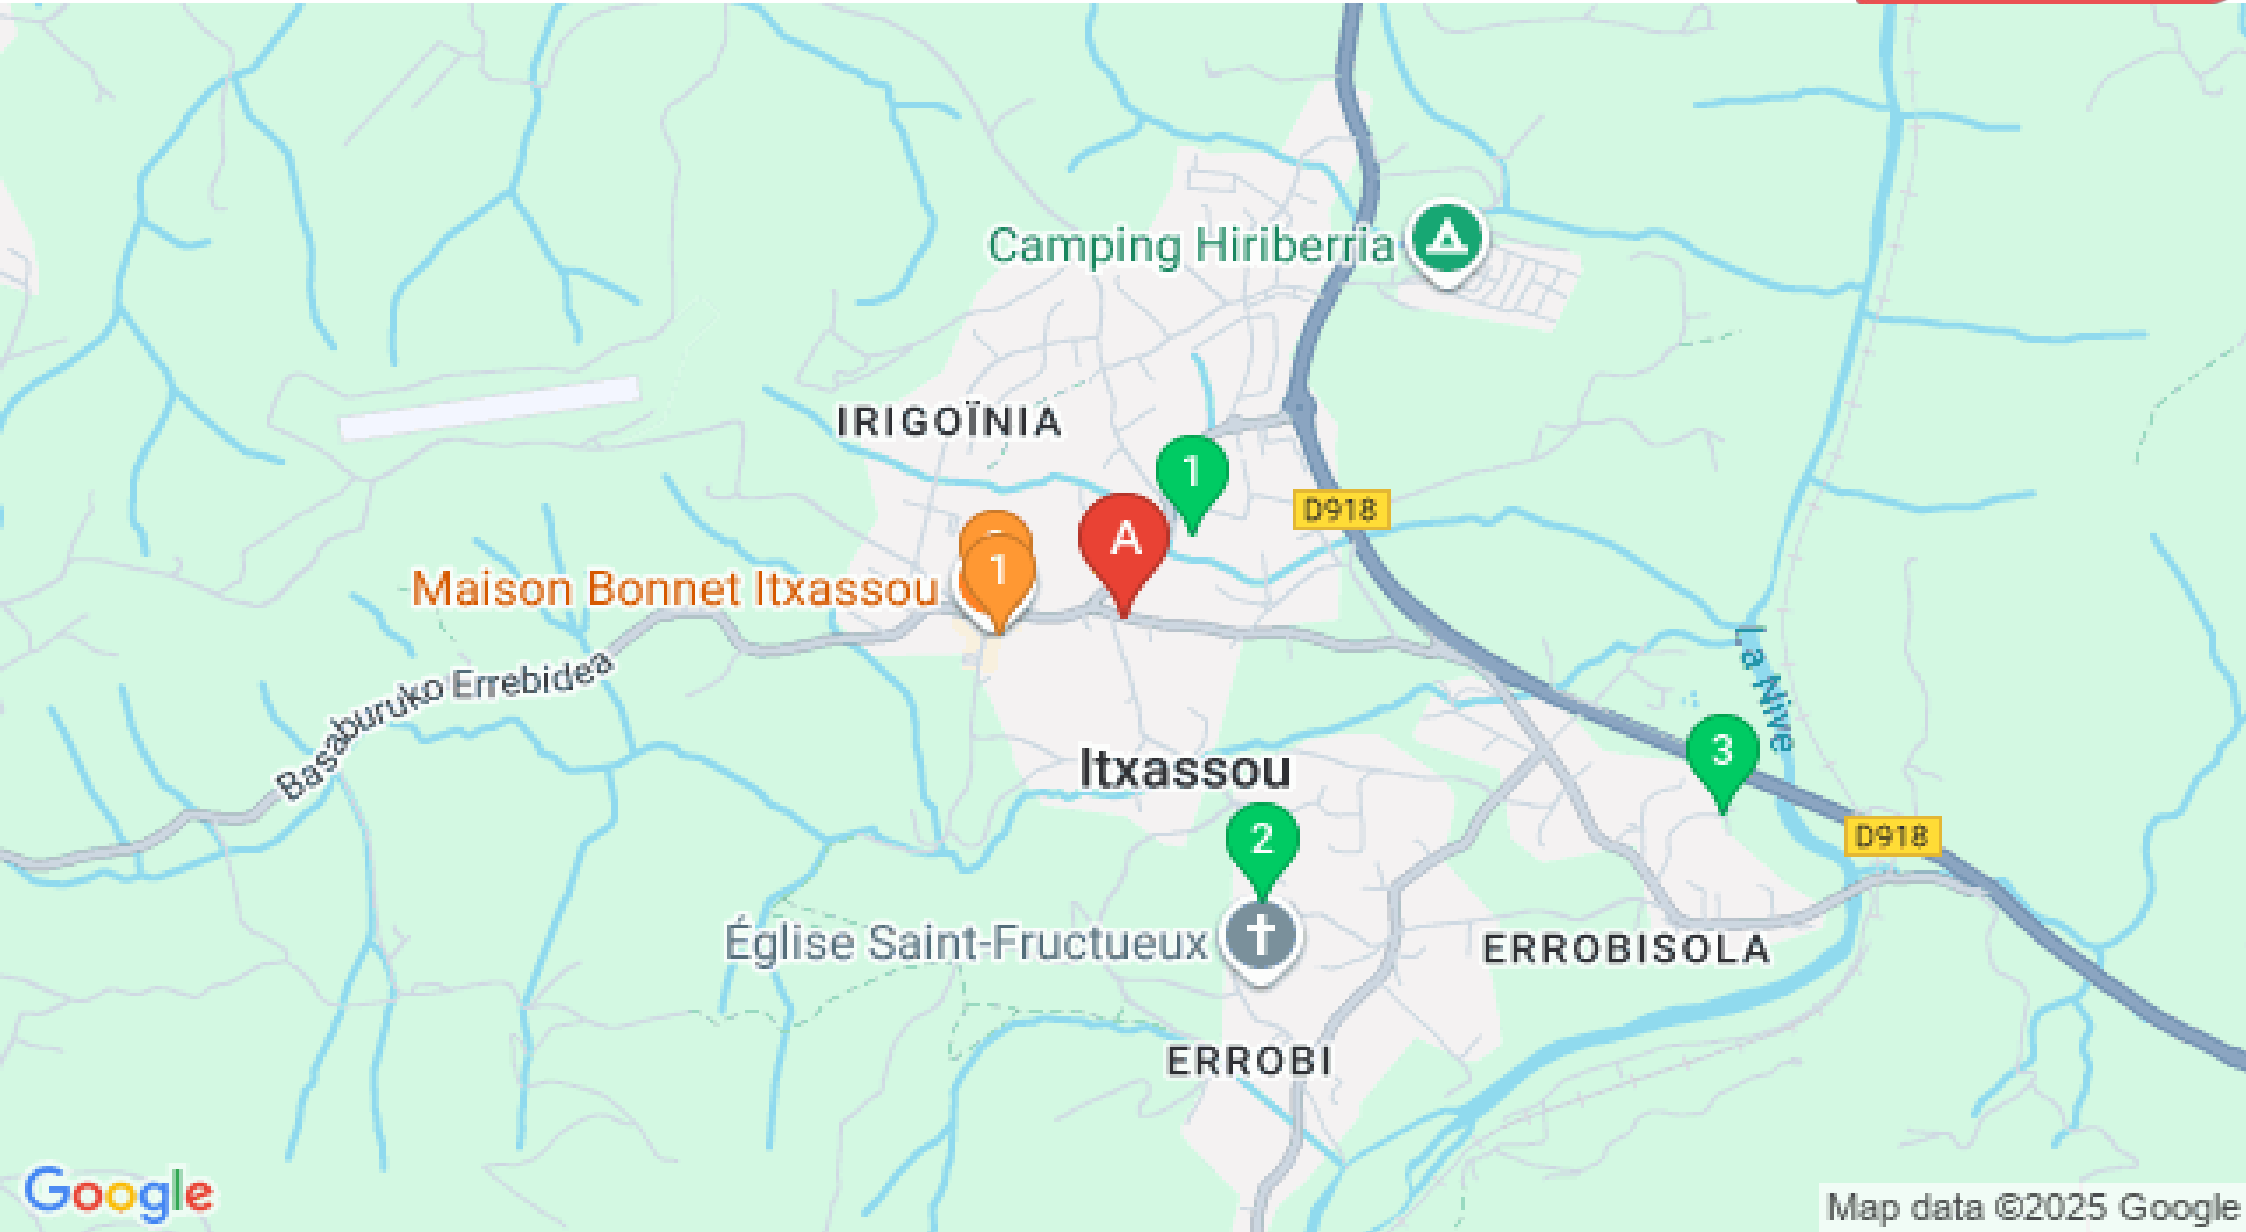 Camping Hiriberria
IRIGOÏNIA
1
D918
A
1
Maison Bonnet Itxassou
Basaburuko Errebidea
La Nive
3
Itxassou
2
D918
Église Saint-Fructueux
ERROBISOLA
ERROBI
Google
Map data ©2025 Google